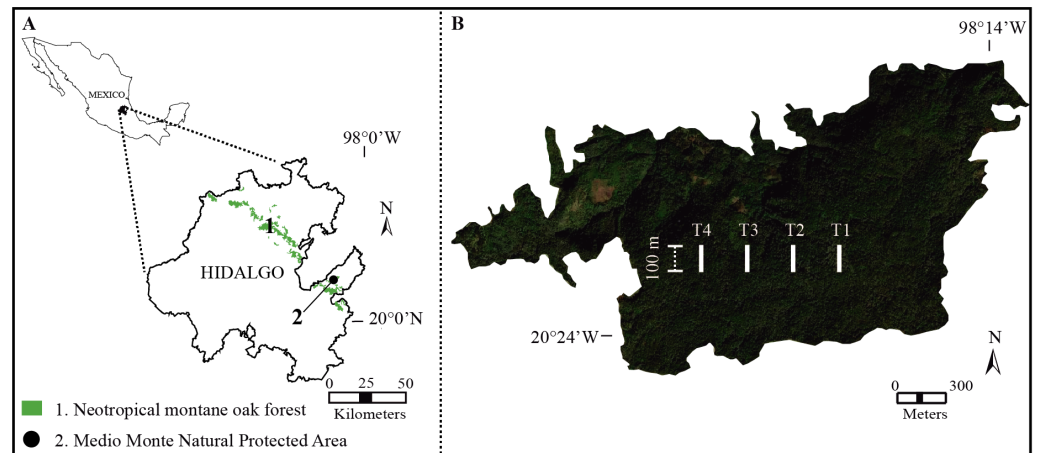 A
MEXICO
98°0’W
N
1
HIDALGO
2
20°0’N
0 25 50
Kilometers
1. Neotropical montane oak forest
2. Medio Monte Natural Protected Area
B
98°14’W
T4 T3 T2 T1
100 m
20°24’W
N
0 300
Meters